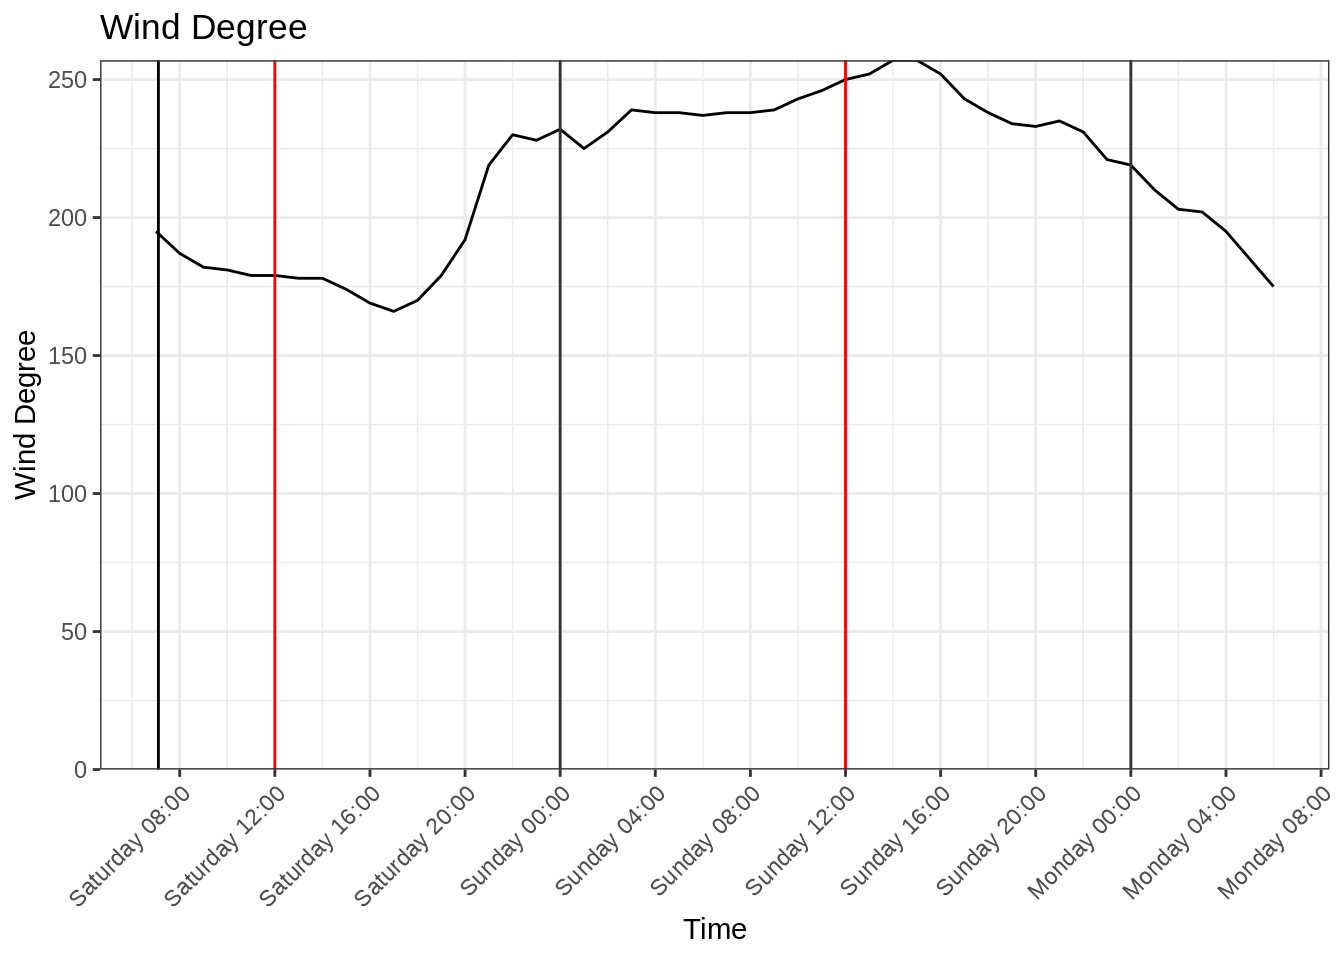 Wind Degree
Wind Degree
250
200
150
100
50
0
Saturday 08:00
Saturday 12:00
Saturday 16:00
Saturday 20:00
Sunday 00:00
Sunday 04:00
Sunday 08:00
Sunday 12:00
Sunday 16:00
Sunday 20:00
Monday 00:00
Monday 04:00
Monday 08:00
Time